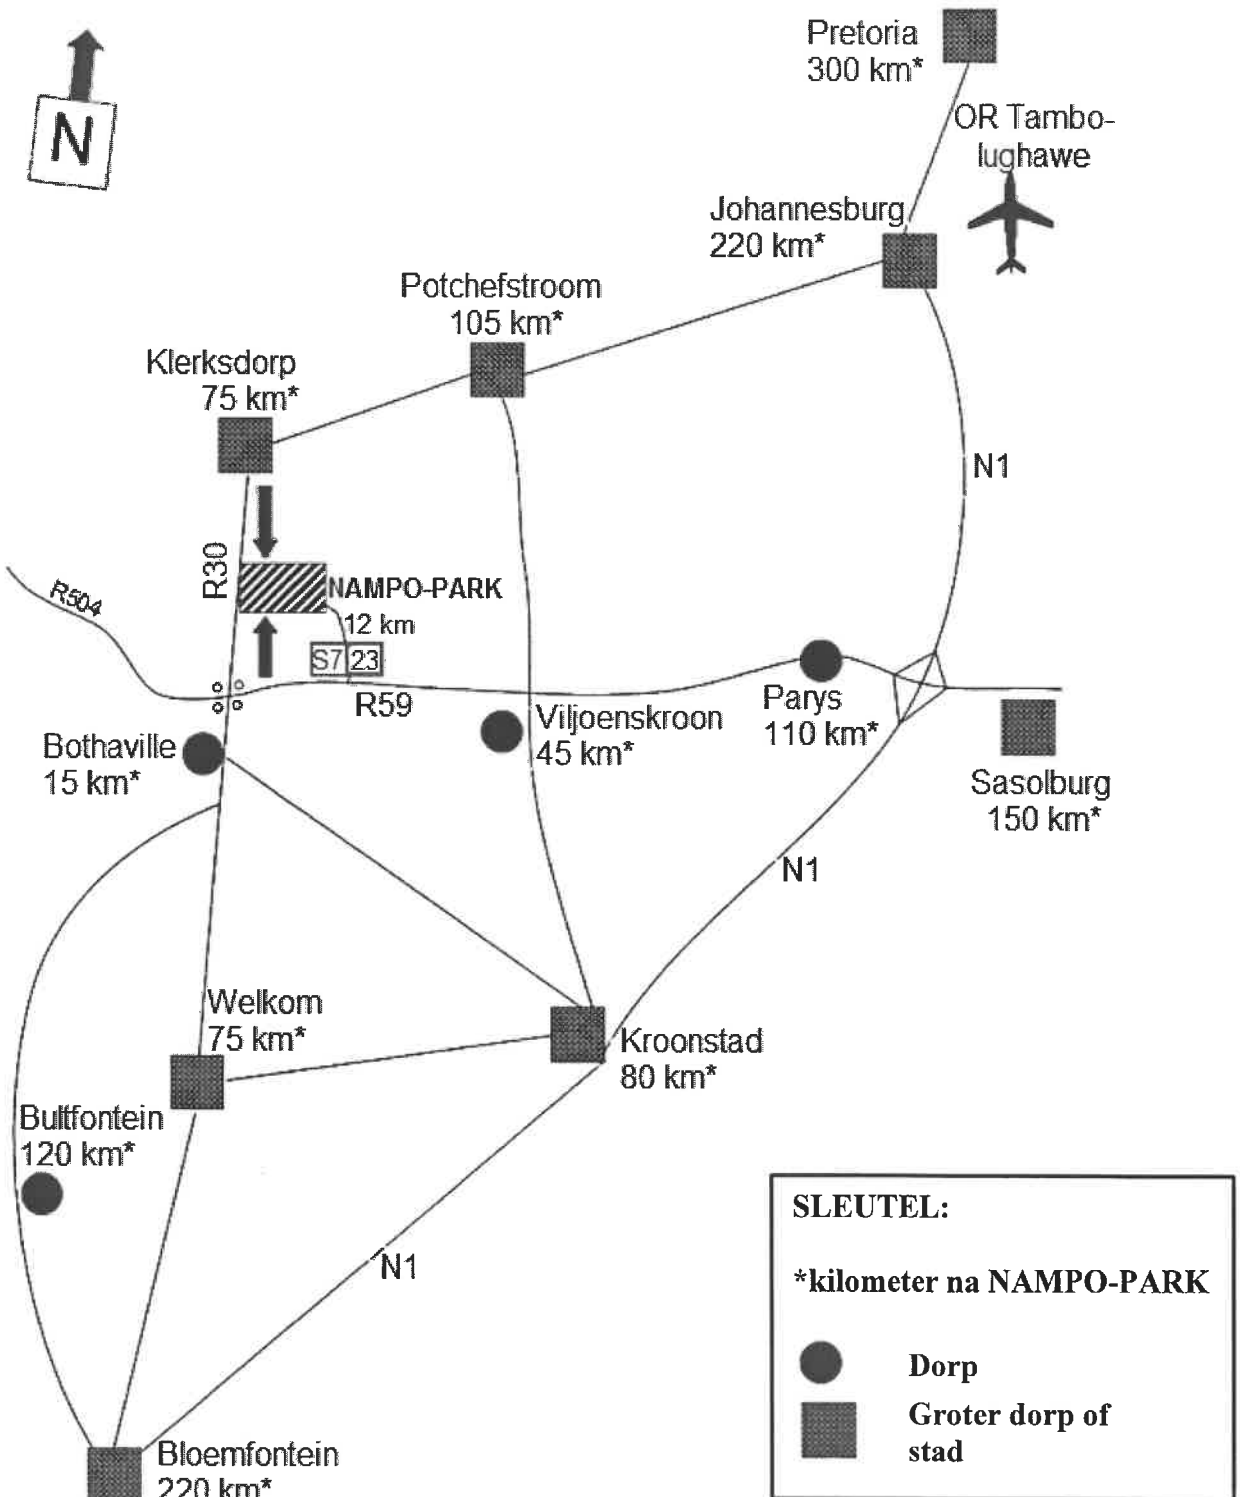 N
Pretoria
300 km*
OR Tambo-
lughawe
Johannesburg
220 km*
Potchefstroom
105 km*
Klerksdorp
75 km*
N1
R30
R504
NAMPO-PARK
12 km
S7 23
R59
Parys
110 km*
Viljoenskroon
45 km*
Bothaville
15 km*
Sasolburg
150 km*
N1
Welkom
75 km*
Kroonstad
80 km*
Bultfontein
120 km*
N1
Bloemfontein
220 km*
SLEUTEL:
*kilometer na NAMPO-PARK
Dorp
Groter dorp of
stad